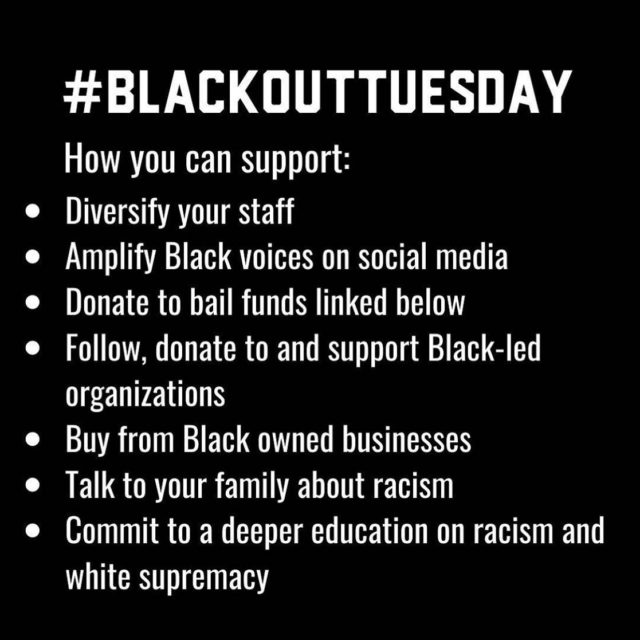 #BLACKOUTTUESDAY
How you can support:
• Diversify your staff
• Amplify Black voices on social media
• Donate to bail funds linked below
• Follow, donate to and support Black-led
organizations
• Buy from Black owned businesses
• Talk to your family about racism
• Commit to a deeper education on racism and
white supremacy